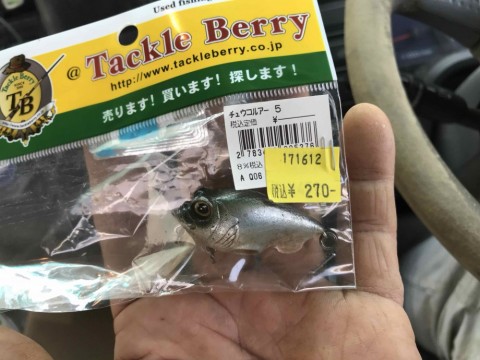 Used fishing
@ Tackle Berry
http://www.tackleberry.co.jp
売ります! 買います! 探します!
Tackle Berry
TB
チュウコルアー 5
税込定価 ¥
171612
税込¥ 270-
A 006